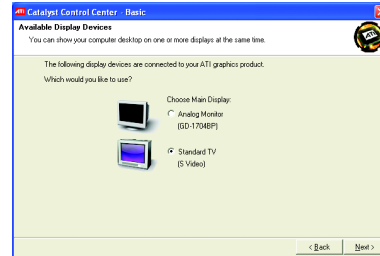 ATI Catalyst Control Center - Basic
Available Display Devices
You can show your computer desktop on one or more displays at the same time.
ATI
The following display devices are connected to your ATI graphics product.
Which would you like to use?
Choose Main Display:
Analog Monitor
(GD-1704BP)
Standard TV
(S Video)
< Back
Next >